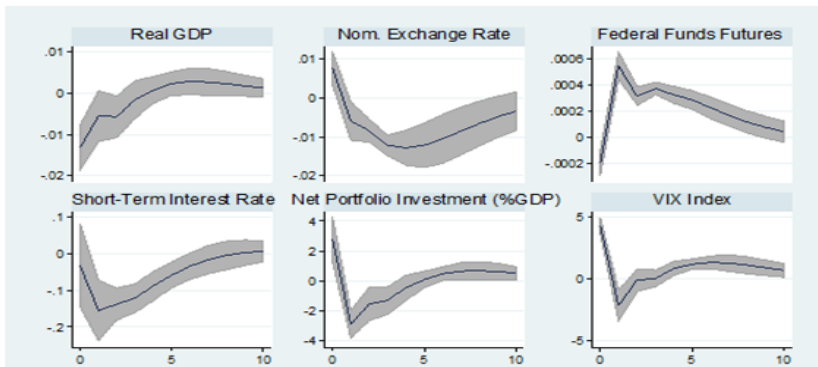 Real GDP Nom. Exchange Rate Federal Funds Futures
.01 .01 .0006
0 0 .0004
-.01 -.01 .0002
-.02 -.02 0
-.0002
Short-Term Interest Rate Net Portfolio Investment (%GDP) VIX Index
.1 4 5
0 2 0
-.1 0 -5
-.2 -2
-4
0 5 10 0 5 10 0 5 10